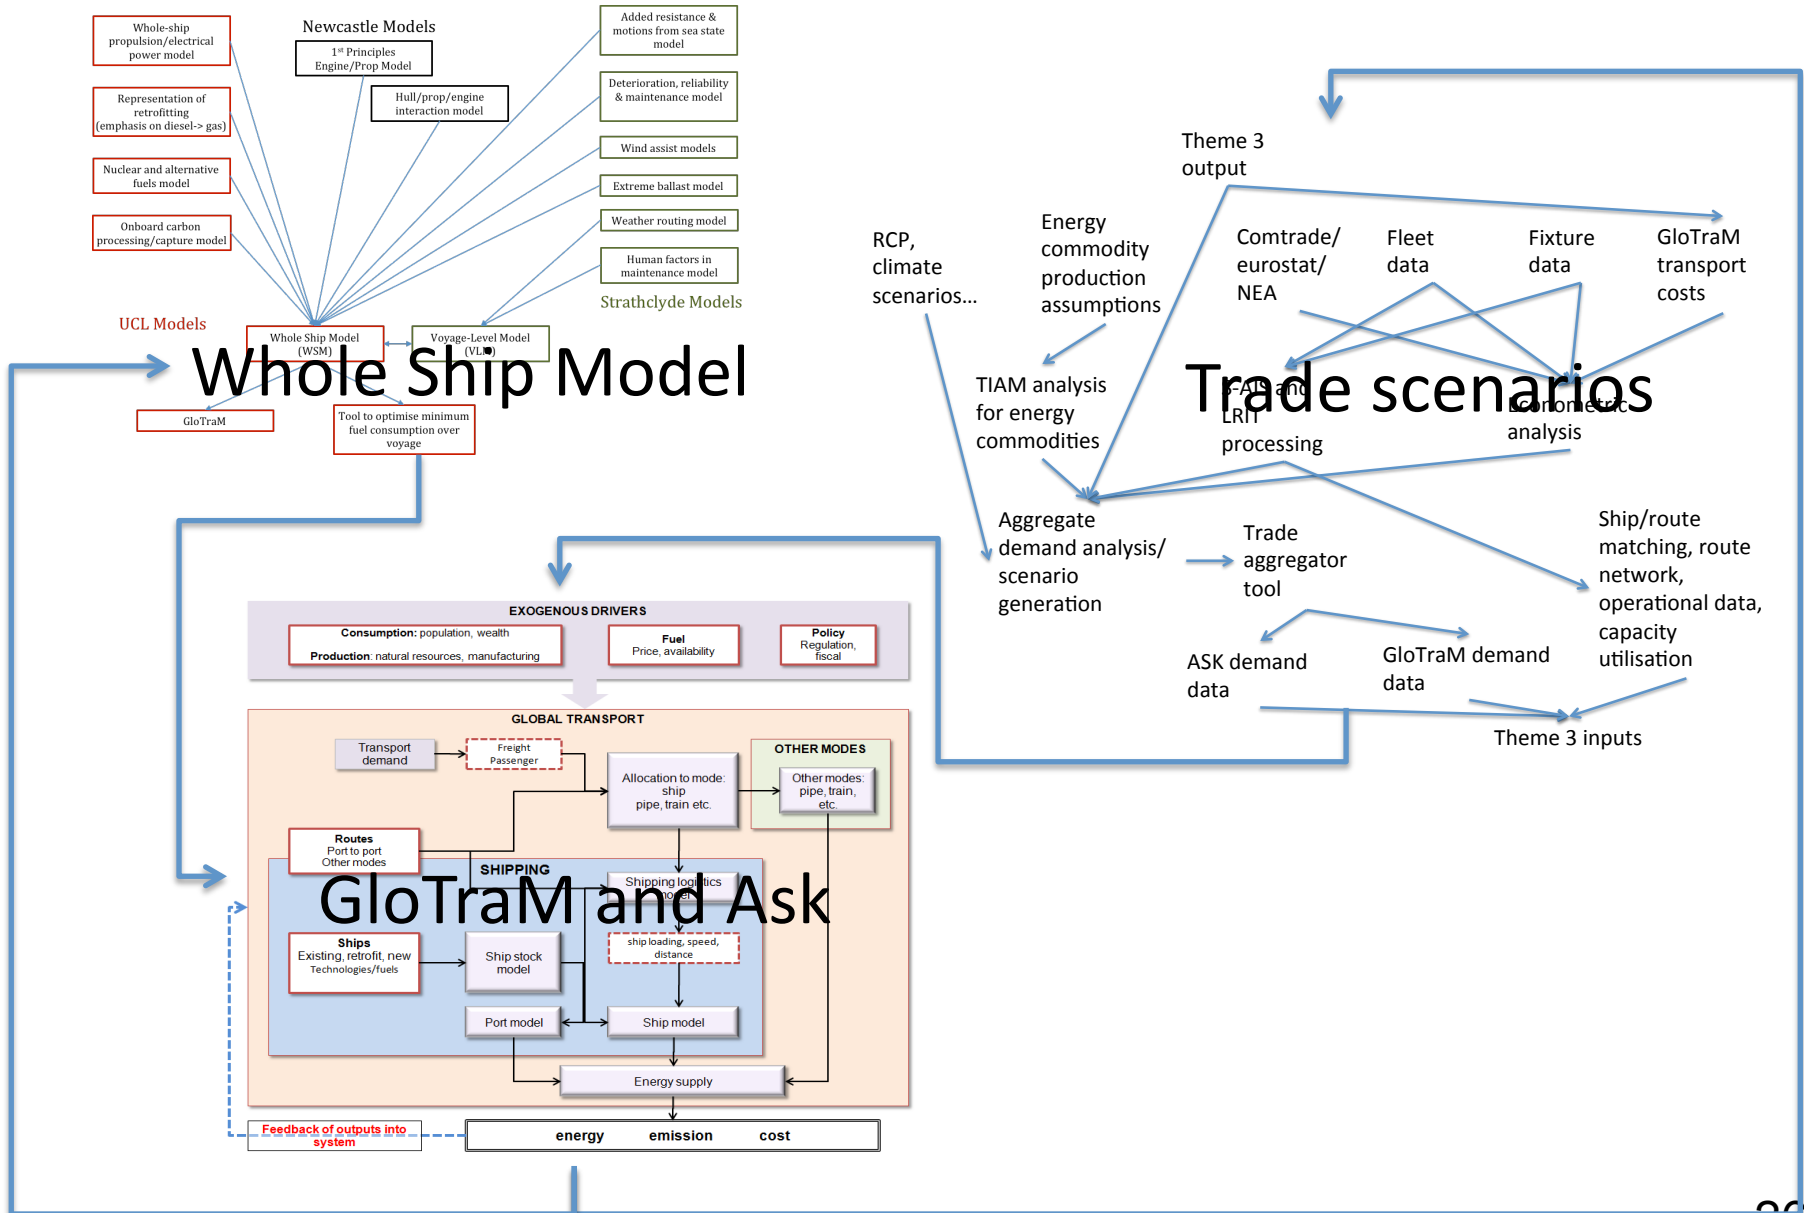 Whole-ship
propulsion/electrical
power model
Representation of
retrofitting
(emphasis on diesel-> gas)
Nuclear and alternative
fuels model
Onboard carbon
processing/capture model
Newcastle Models
1st Principles
Engine/Prop Model
Hull/prop/engine
interaction model
Added resistance &
motions from sea state
model
Deterioration, reliability
& maintenance model
Wind assist models
Extreme ballast model
Weather routing model
Human factors in
maintenance model
Strathclyde Models
UCL Models
Whole Ship Model
(WSM)
Voyage-Level Model
(VLM)
Whole Ship Model
GloTraM
Tool to optimise minimum
fuel consumption over
voyage
Theme 3
output
RCP,
climate
scenarios...
Energy
commodity
production
assumptions
Comtrade/
eurostat/
NEA
Fleet
data
Fixture
data
GloTraM
transport
costs
TIAM analysis
for energy
commodities
Trade scenarios
S-AIS and
LRIT
processing
Econometric
analysis
Aggregate
demand analysis/
scenario
generation
Trade
aggregator
tool
Ship/route
matching, route
network,
operational data,
capacity
utilisation
ASK demand
data
GloTraM demand
data
Theme 3 inputs
EXOGENOUS DRIVERS
Consumption: population, wealth
Production: natural resources, manufacturing
Fuel
Price, availability
Policy
Regulation,
fiscal
GLOBAL TRANSPORT
Transport
demand
Freight
Passenger
Allocation to mode:
ship
pipe, train etc.
OTHER MODES
Other modes:
pipe, train,
etc.
Routes
Port to port
Other modes
SHIPPING
Shipping logistics
model
GloTraM and Ask
Ships
Existing, retrofit, new
Technologies/fuels
Ship stock
model
ship loading, speed,
distance
Port model
Ship model
Energy supply
Feedback of outputs into
system
energy emission cost